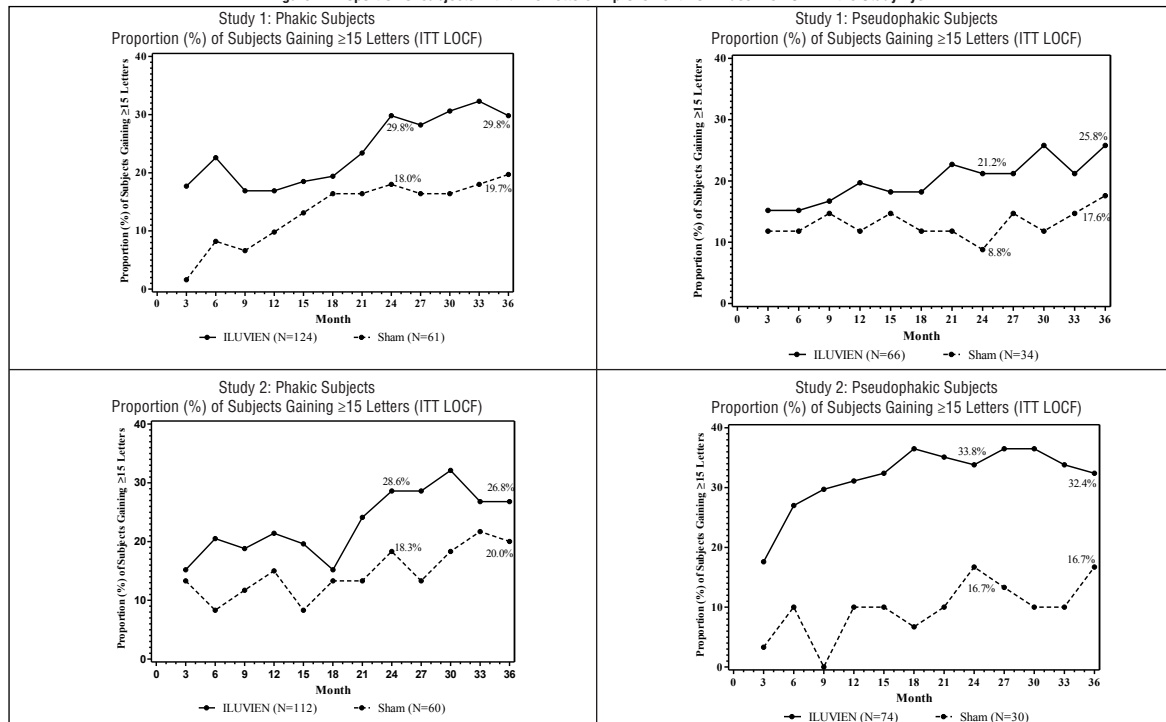 Study 1: Phakic Subjects
Proportion (%) of Subjects Gaining ≥15 Letters (ITT LOCF)
Proportion (%) of Subjects Gaining ≥15 Letters
40
30
20
10
0
29.8%
29.8%
18.0%
19.7%
0 3 6 9 12 15 18 21 24 27 30 33 36
Month
ILUVIEN (N=124) Sham (N=61)
Study 1: Pseudophakic Subjects
Proportion (%) of Subjects Gaining ≥15 Letters (ITT LOCF)
Proportion (%) of Subjects Gaining ≥15 Letters
40
30
20
10
0
25.8%
21.2%
17.6%
8.8%
0 3 6 9 12 15 18 21 24 27 30 33 36
Month
ILUVIEN (N=66) Sham (N=34)
Study 2: Phakic Subjects
Proportion (%) of Subjects Gaining ≥15 Letters (ITT LOCF)
Proportion (%) of Subjects Gaining ≥15 Letters
40
30
20
10
0
28.6%
26.8%
18.3%
20.0%
0 3 6 9 12 15 18 21 24 27 30 33 36
Month
ILUVIEN (N=112) Sham (N=60)
Study 2: Pseudophakic Subjects
Proportion (%) of Subjects Gaining ≥15 Letters (ITT LOCF)
Proportion (%) of Subjects Gaining ≥15 Letters
40
30
20
10
0
33.8%
32.4%
16.7%
16.7%
0 3 6 9 12 15 18 21 24 27 30 33 36
Month
ILUVIEN (N=74) Sham (N=30)